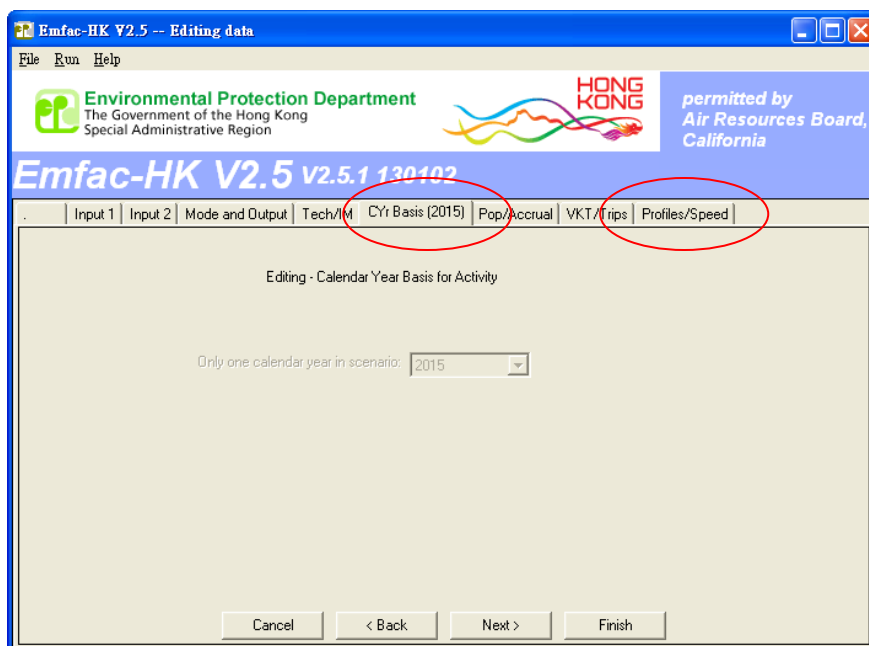 Emfac-HK V2.5 -- Editing data
File Run Help
Environmental Protection Department
The Government of the Hong Kong
Special Administrative Region
HONG
KONG
permitted by
Air Resources Board,
California
Emfac-HK V2.5 V2.5.1 130102
. Input 1 Input 2 Mode and Output Tech/IM CYr Basis (2015) Pop/Accrual VKT/Trips Profiles/Speed
Editing - Calendar Year Basis for Activity
Only one calendar year in scenario: 2015
Cancel < Back Next > Finish